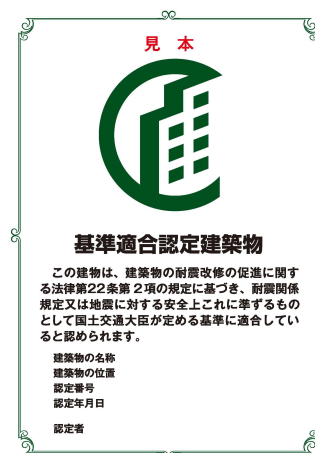 見 本
基準適合認定建築物
この建物は、建築物の耐震改修の促進に関す
る法律第22条第２項の規定に基づき、耐震関係
規定又は地震に対する安全上これに準ずるもの
として国土交通大臣が定める基準に適合してい
ると認められます。
建築物の名称
建築物の位置
認定番号
認定年月日
認定者